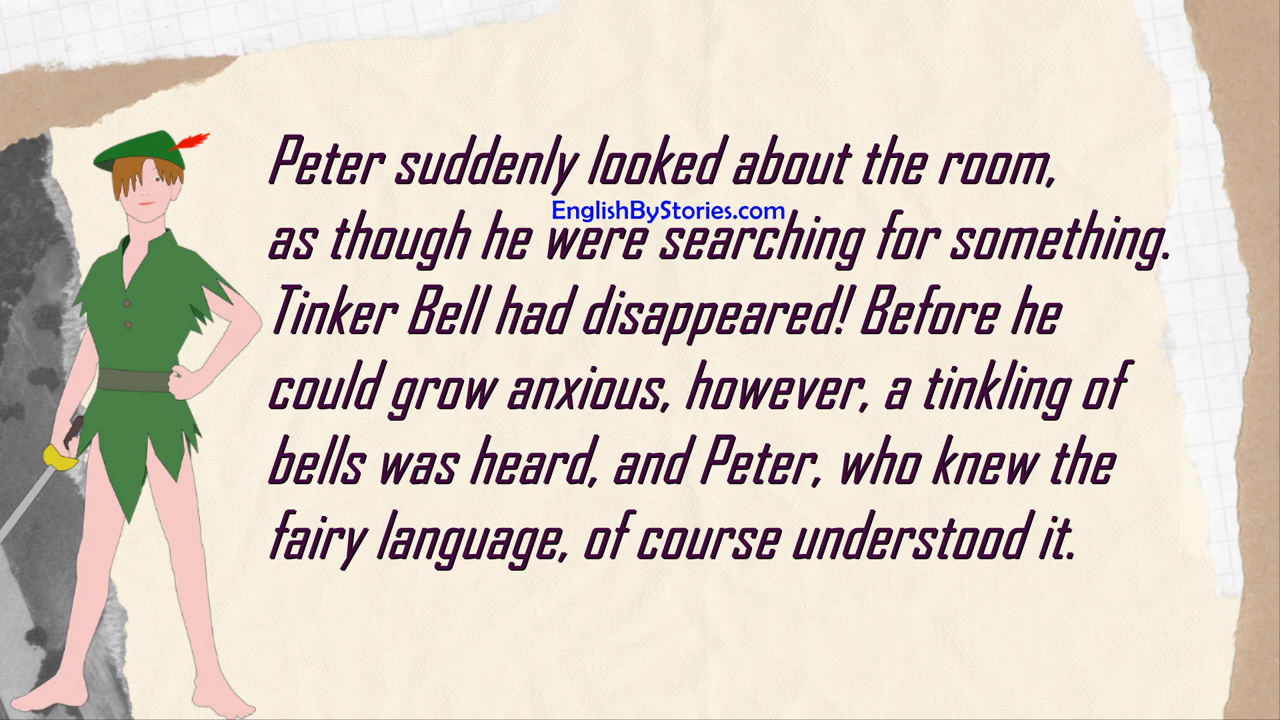 Peter suddenly looked about the room,
EnglishByStories.com
as though he were searching for something.
Tinker Bell had disappeared! Before he
could grow anxious, however, a tinkling of
bells was heard, and Peter, who knew the
fairy language, of course understood it.